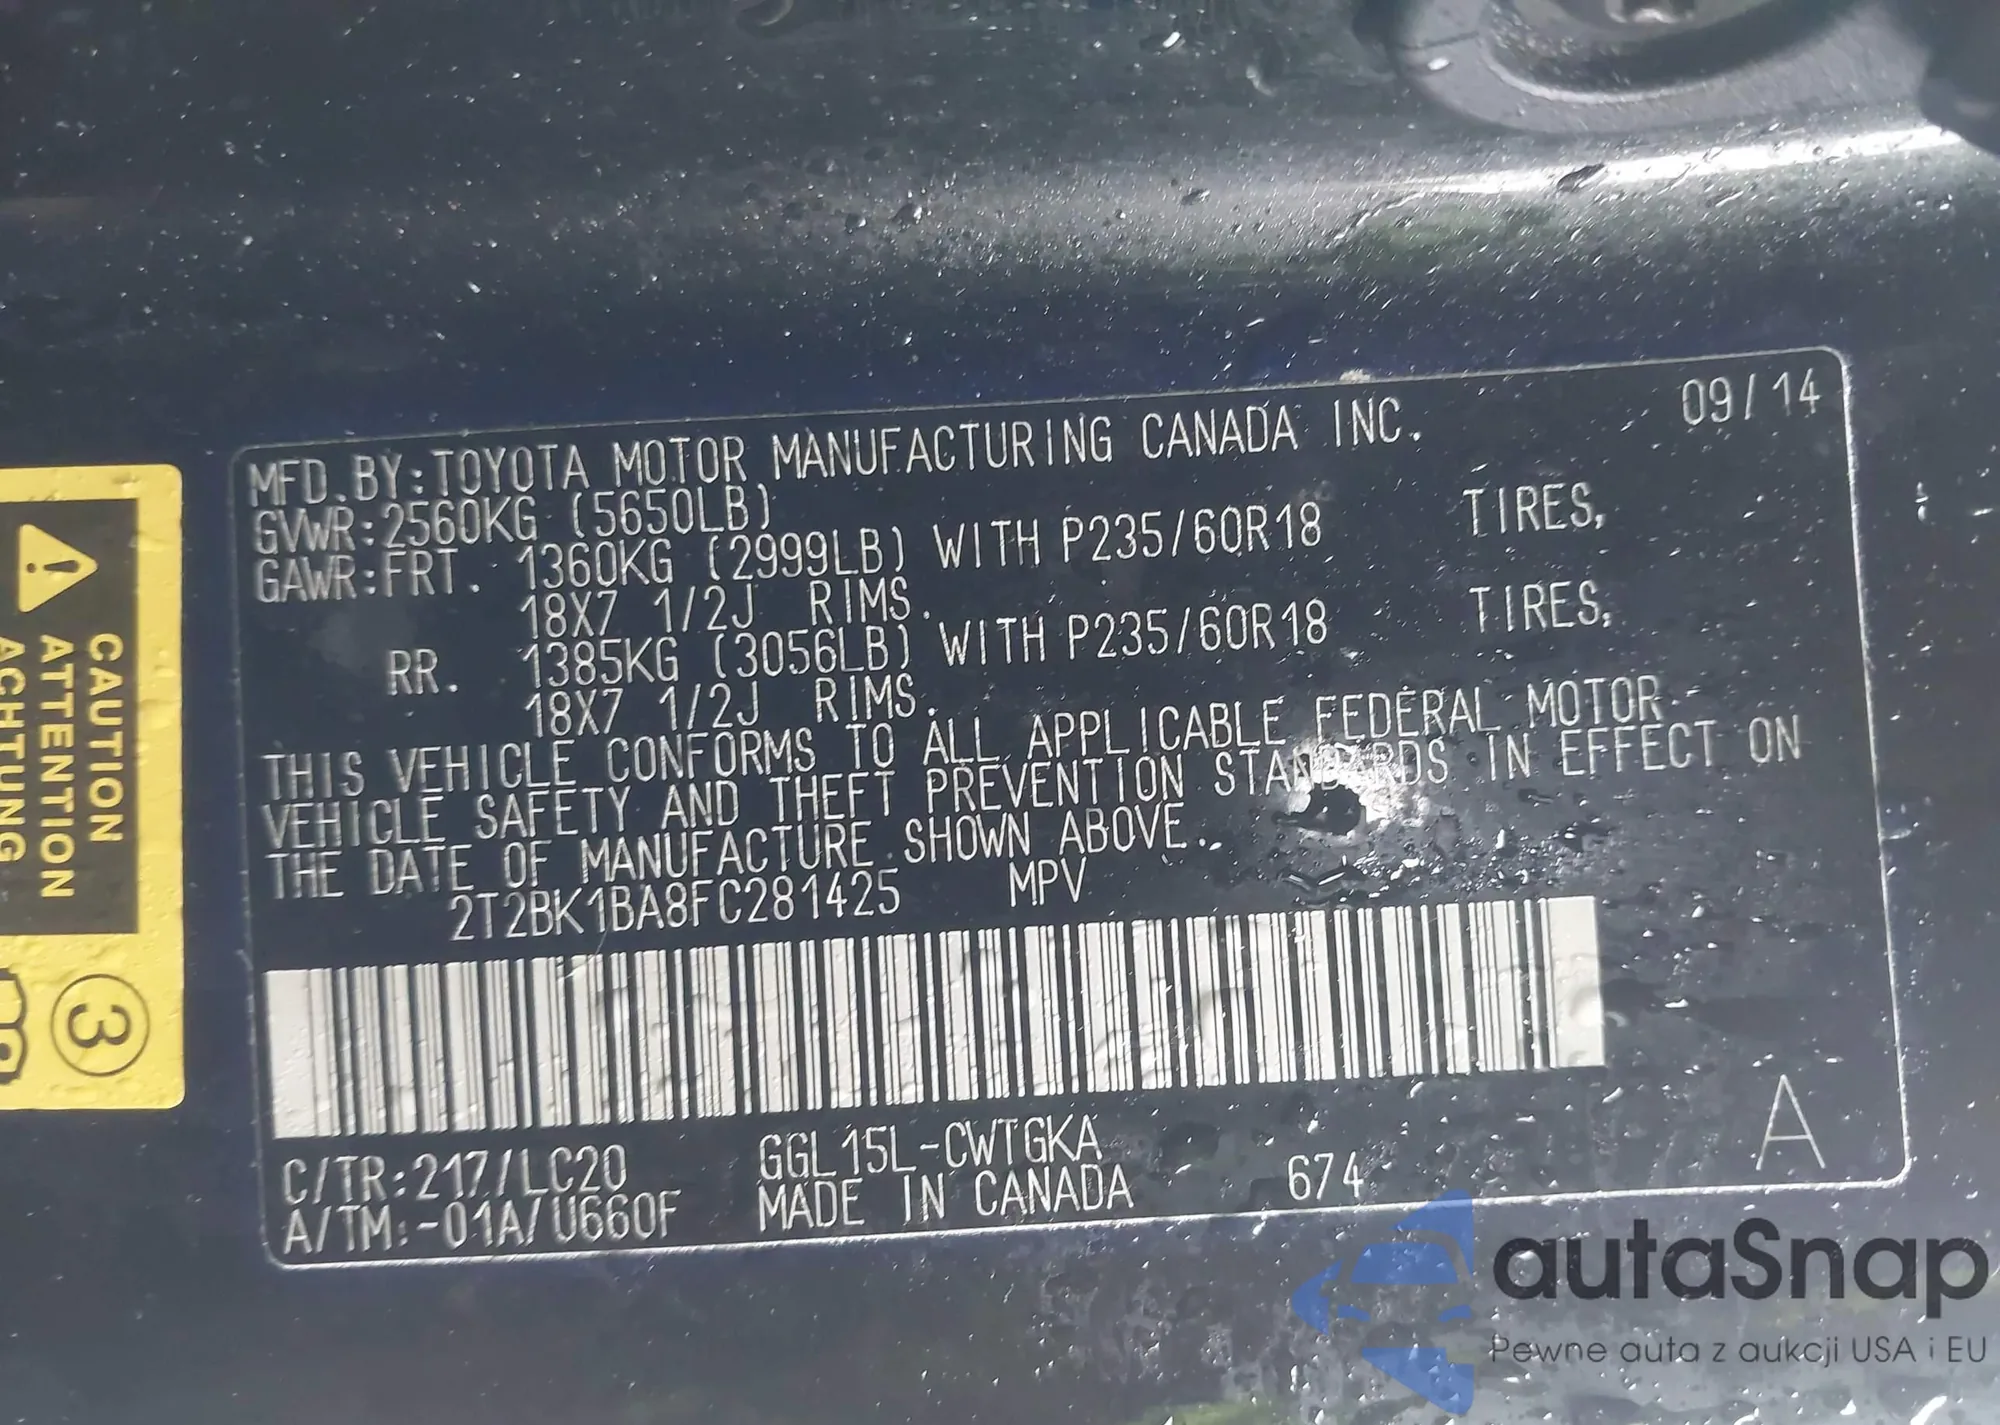 09/14
MFD.BY:TOYOTA MOTOR MANUFACTURING CANADA INC.
GVWR:2560KG (5650LB)
GAWR:FRT. 1360KG (2999LB) WITH P235/60R18 TIRES,
18X7 1/2J RIMS.
RR. 1385KG (3056LB) WITH P235/60R18 TIRES,
18X7 1/2J RIMS.
THIS VEHICLE CONFORMS TO ALL APPLICABLE FEDERAL MOTOR
VEHICLE SAFETY AND THEFT PREVENTION STANDARDS IN EFFECT ON
THE DATE OF MANUFACTURE SHOWN ABOVE.
2T2BK1BA8FC281425 MPV
C/TR:217/LC20 GGL15L-CWTGKA
A/TM:-01A/U660F MADE IN CANADA 674 A
CAUTION
ATTENTION
ACHTUNG
3
autaSnap
Pewne auta z aukcji USA i EU